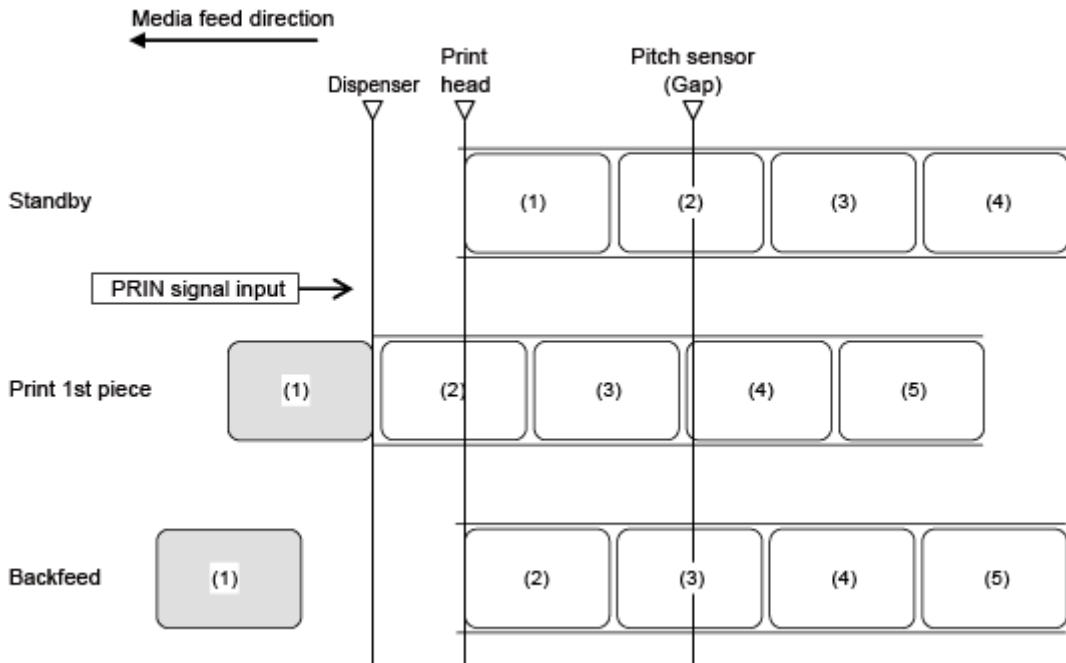 Media feed direction
Dispenser
Print
head
Pitch sensor
(Gap)
Standby
(1)
(2)
(3)
(4)
PRIN signal input
Print 1st piece
(1)
(2)
(3)
(4)
(5)
Backfeed
(1)
(2)
(3)
(4)
(5)